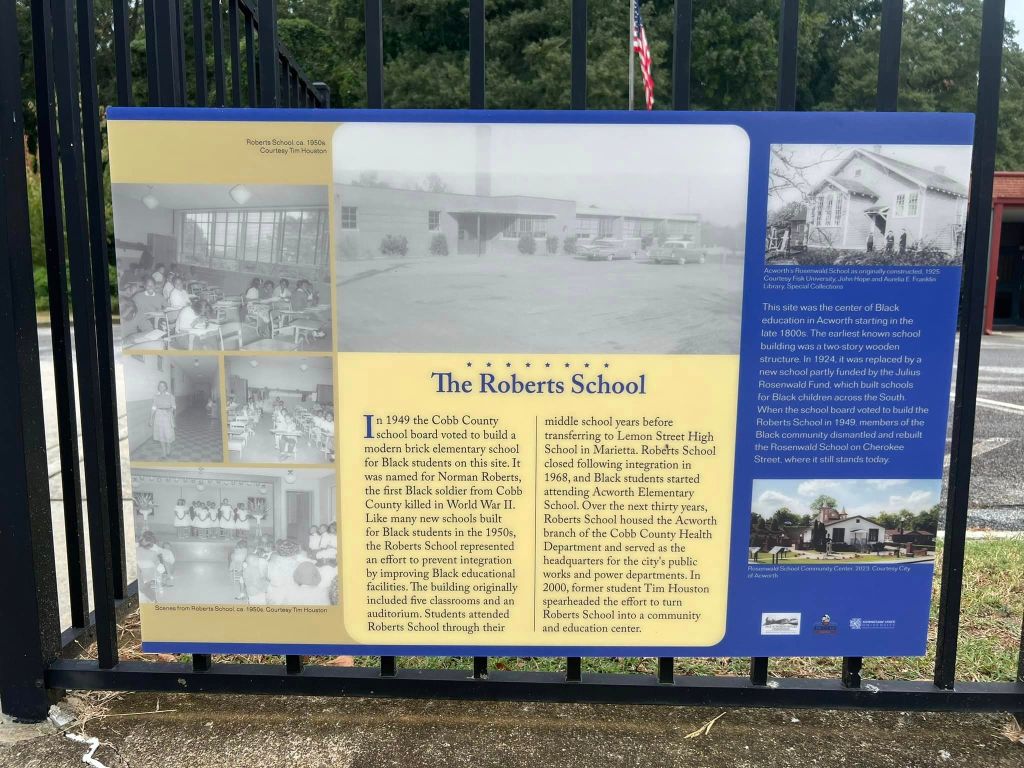 Roberts School, ca. 1950s.
Courtesy Tim Houston
Scenes from Roberts School, ca. 1950s. Courtesy Tim Houston
The Roberts School
In 1949 the Cobb County
school board voted to build a
modern brick elementary school
for Black students on this site. It
was named for Norman Roberts,
the first Black soldier from Cobb
County killed in World War II.
Like many new schools built
for Black students in the 1950s,
the Roberts School represented
an effort to prevent integration
by improving Black educational
facilities. The building originally
included five classrooms and an
auditorium. Students attended
Roberts School through their
middle school years before
transferring to Lemon Street High
School in Marietta. Roberts School
closed following integration in
1968, and Black students started
attending Acworth Elementary
School. Over the next thirty years,
Roberts School housed the Acworth
branch of the Cobb County Health
Department and served as the
headquarters for the city's public
works and power departments. In
2000, former student Tim Houston
spearheaded the effort to turn
Roberts School into a community
and education center.
Acworth's Rosenwald School as originally constructed, 1925
Courtesy Fisk University, John Hope and Aurelia E. Franklin
Library, Special Collections
This site was the center of Black
education in Acworth starting in the
late 1800s. The earliest known school
building was a two-story wooden
structure. In 1924, it was replaced by a
new school partly funded by the Julius
Rosenwald Fund, which built schools
for Black children across the South.
When the school board voted to build the
Roberts School in 1949, members of the
Black community dismantled and rebuilt
the Rosenwald School on Cherokee
Street, where it still stands today.
Rosenwald School Community Center, 2023. Courtesy City
of Acworth
KENNESAW STATE
UNIVERSITY